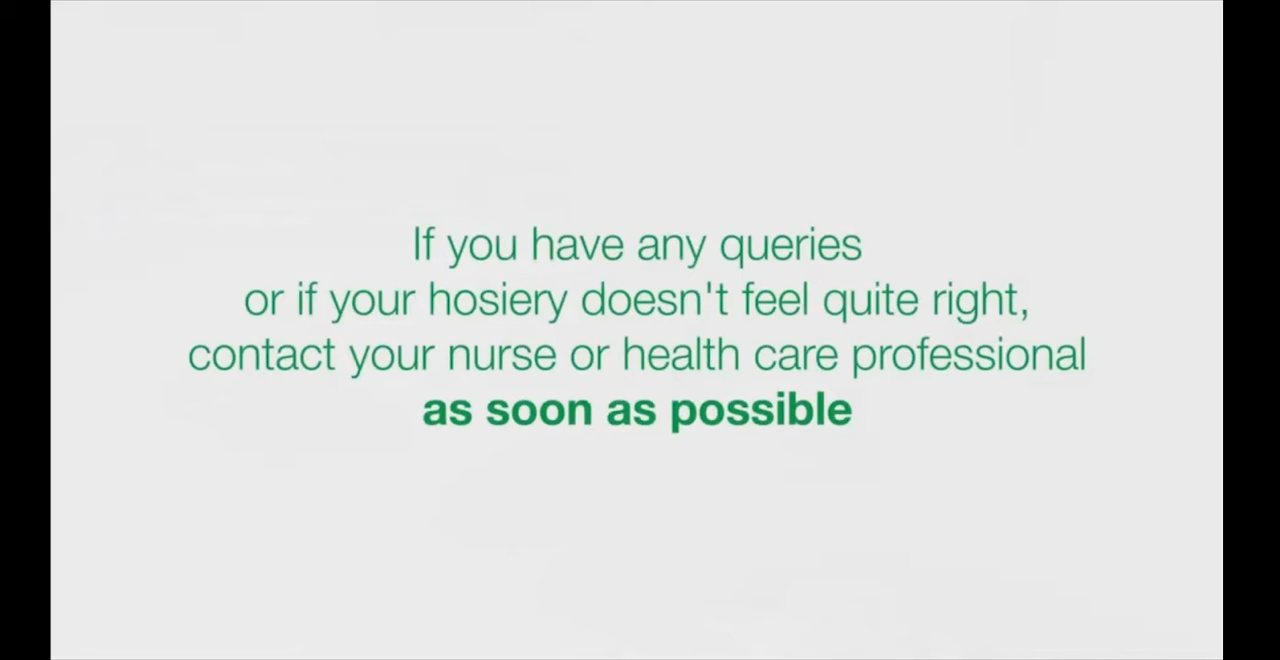 If you have any queries
or if your hosiery doesn't feel quite right,
contact your nurse or health care professional
as soon as possible